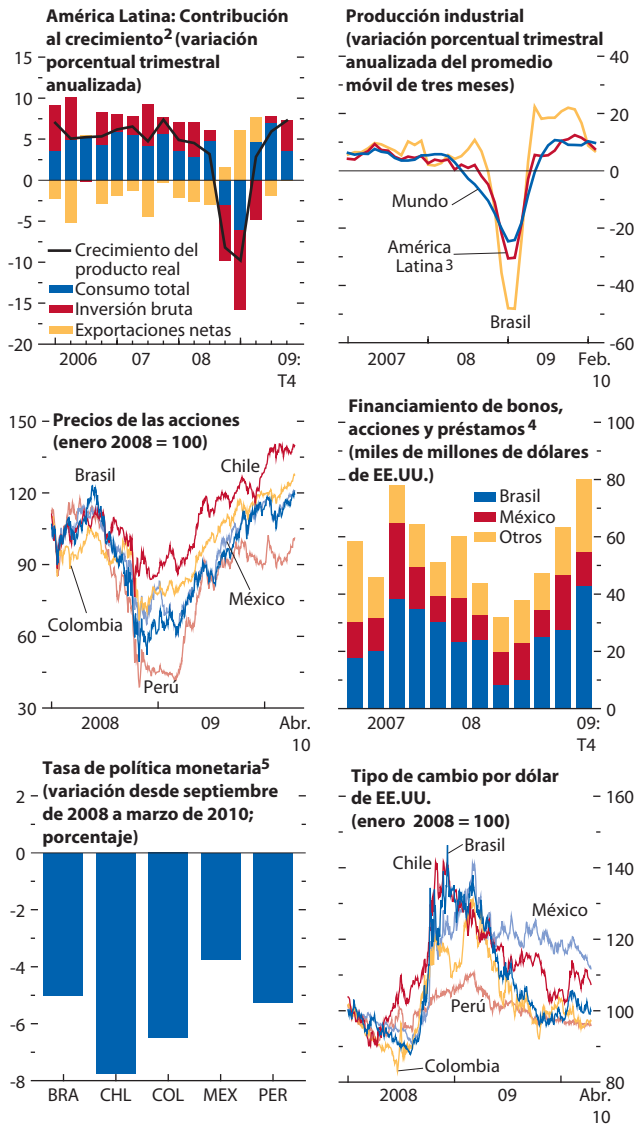 América Latina: Contribución
al crecimiento2 (variación
porcentual trimestral
anualizada)
15
10
5
0
-5
-10
-15
-20
Crecimiento del
producto real
Consumo total
Inversión bruta
Exportaciones netas
2006
07
08
09:
T4
Producción industrial
(variación porcentual trimestral
anualizada del promedio
móvil de tres meses)
40
20
0
-20
-40
-60
Mundo
América
Latina3
Brasil
2007
08
09
Feb.
10
Precios de las acciones
(enero 2008 = 100)
150
120
90
60
30
Brasil
Chile
Colombia
México
Perú
2008
09
Abr.
10
Financiamiento de bonos,
acciones y préstamos4
(miles de millones de dólares
de EE.UU.)
100
80
60
40
20
0
Brasil
México
Otros
2007
08
09:
T4
Tasa de política monetaria5
(variación desde septiembre
de 2008 a marzo de 2010;
porcentaje)
2
0
-2
-4
-6
-8
BRA CHL COL MEX PER
Tipo de cambio por dólar
de EE.UU.
(enero 2008 = 100)
160
140
120
100
80
Brasil
Chile
México
Perú
Colombia
2008
09
Abr.
10